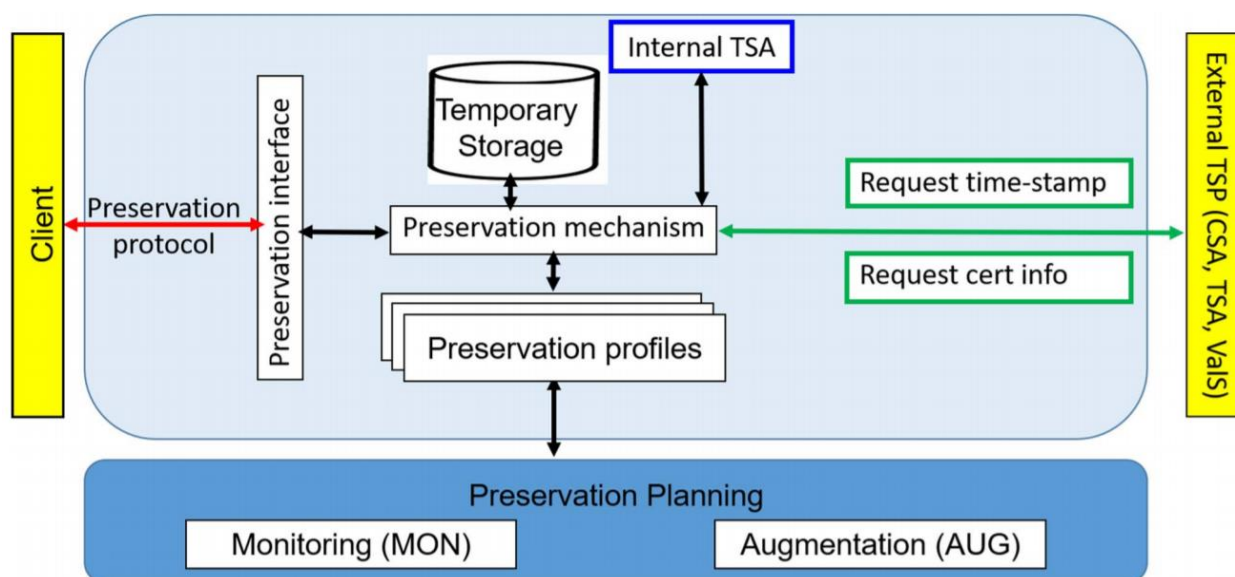 Client
Preservation
protocol
Preservation interface
Temporary
Storage
Internal TSA
Preservation mechanism
Preservation profiles
Request time-stamp
Request cert info
External TSP (CSA, TSA, ValS)
Preservation Planning
Monitoring (MON)
Augmentation (AUG)